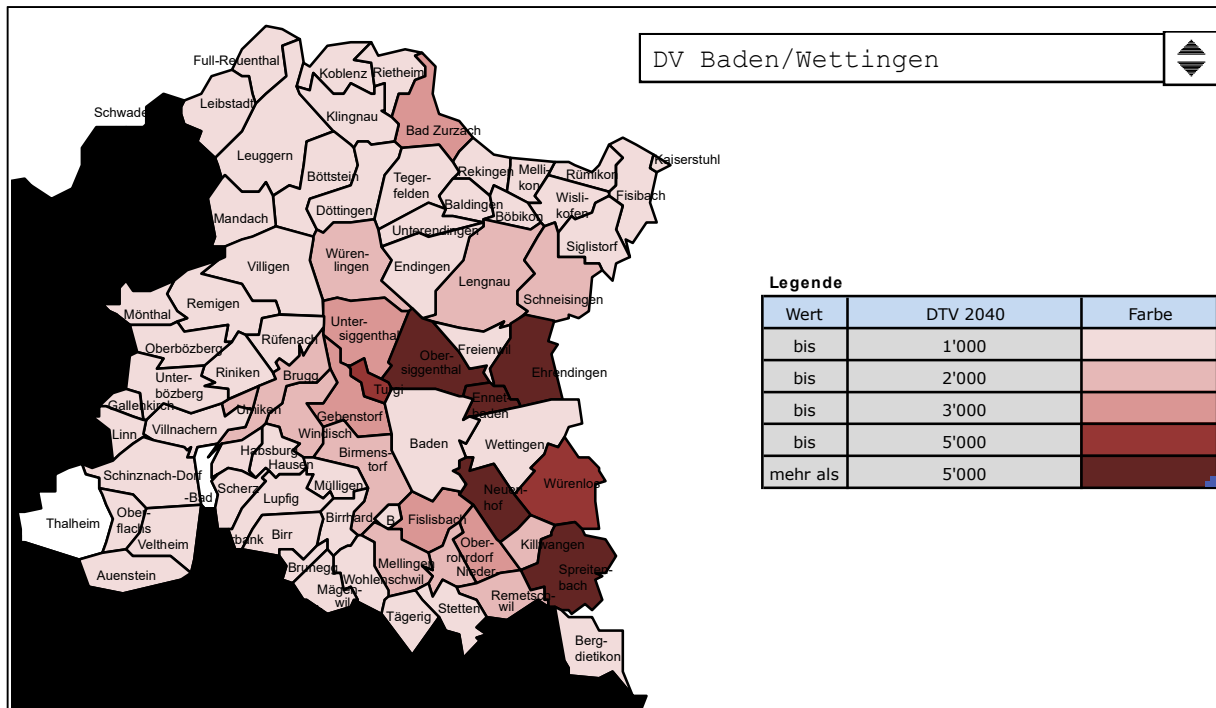 DV Baden/Wettingen
Full-Reuenthal
Koblenz
Rietheim
Schwade
Leibstadt
Klingnau
Bad Zurzach
Leuggern
Böttstein
Teger-
felden
Rekingen
Melli-
kon
Rümikon
Kaiserstuhl
Fisibach
Mandach
Döttingen
Baldingen
Böbikon
Wisli-
kofen
Unterendingen
Siglistorf
Villigen
Würen-
lingen
Endingen
Lengnau
Schneisingen
Remigen
Mönthal
Unter-
siggenthal
Rüfenach
Oberbözberg
Freienwil
Ober-
siggenthal
Ehrendingen
Riniken
Brugg
Unter-
bözberg
Turgi
Ennet-
baden
Gallenkirch
Umiken
Gebenstorf
Linn
Villnachern
Windisch
Baden
Wettingen
Habsburg
Hausen
Birmens-
torf
Schinznach-Dorf
-Bad
Scherz
Lupfig
Mülligen
Neuen-
hof
Würenlos
Thalheim
Ober-
flachs
Veltheim
Birrhard
B
Fislisbach
rbank
Birr
Ober-
rohrdorf
Nieder-
Killwangen
Auenstein
Brunegg
Mägen-
wil
Wohlenschwil
Mellingen
Spreiten-
bach
Remetsch-
wil
Tägerig
Stetten
Berg-
dietikon
Legende
Wert DTV 2040 Farbe
bis 1'000
bis 2'000
bis 3'000
bis 5'000
mehr als 5'000